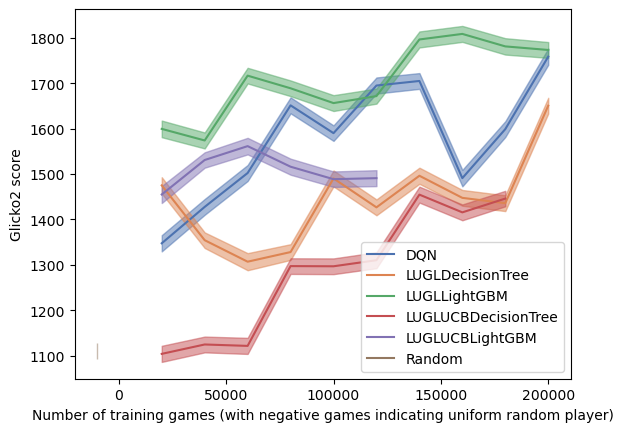 1800
1700
1600
1500
1400
1300
1200
1100
Glicko2 score
DQN
LUGLDecisionTree
LUGLLightGBM
LUGLUCBDecisionTree
LUGLUCBLightGBM
Random
0 50000 100000 150000 200000
Number of training games (with negative games indicating uniform random player)